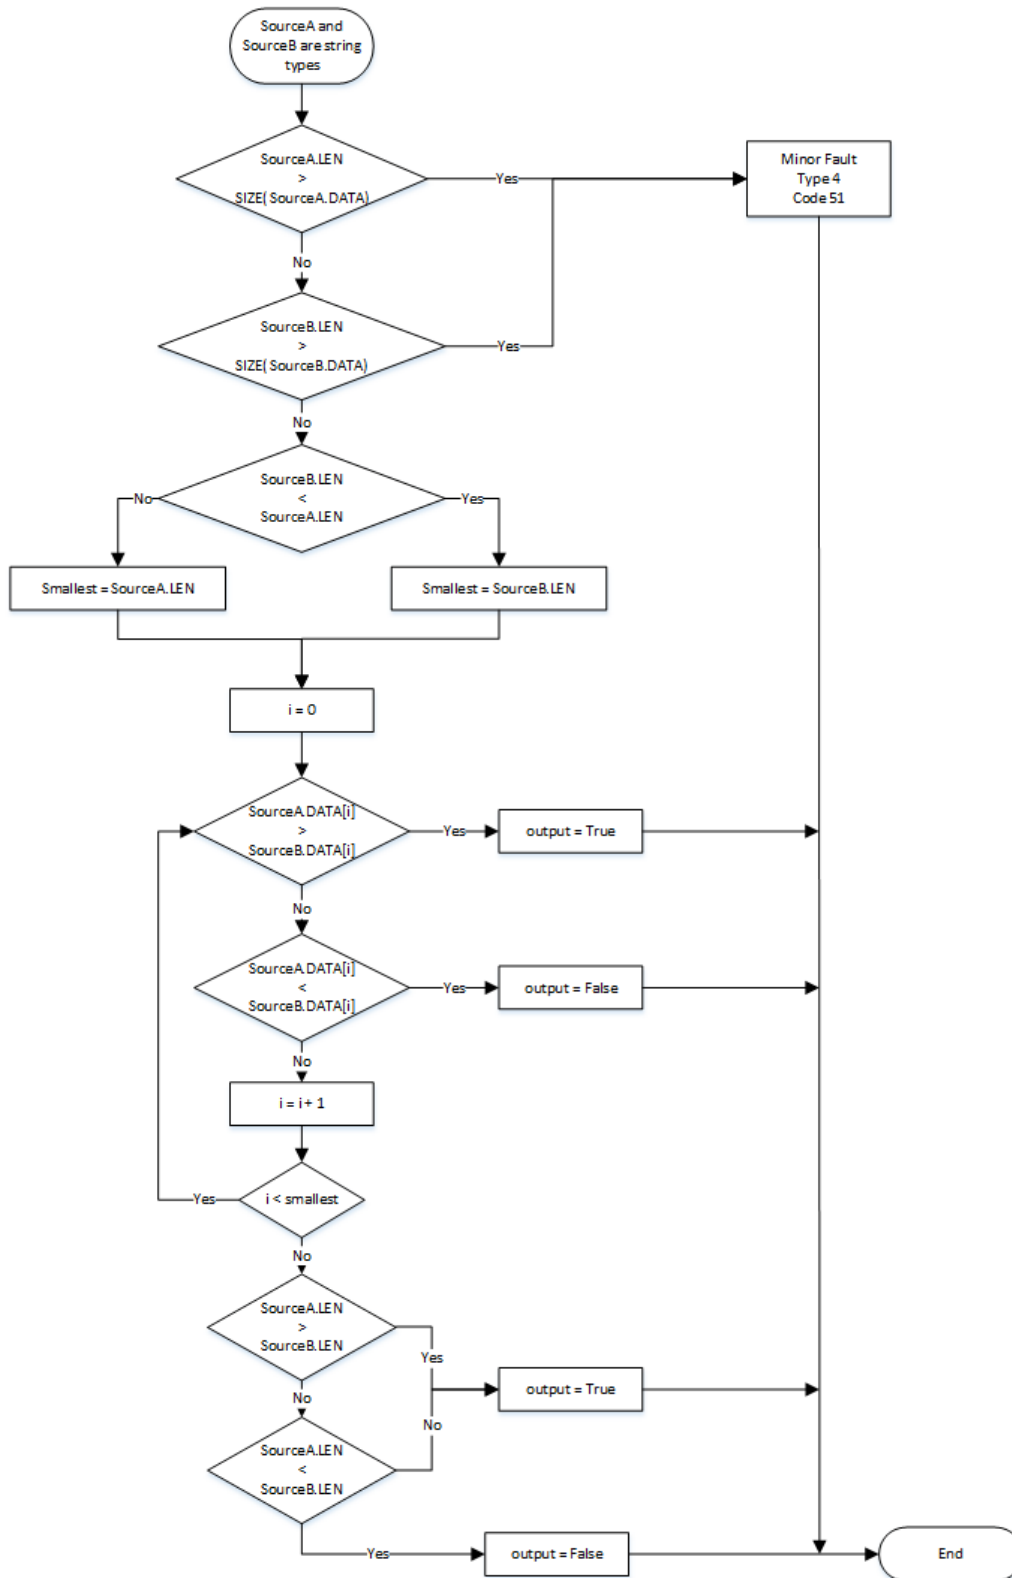 SourceA and
SourceB are string
types
SourceA.LEN
>
SIZE( SourceA.DATA)
Yes
Minor Fault
Type 4
Code 51
No
SourceB.LEN
>
SIZE( SourceB.DATA)
Yes
No
SourceB.LEN
<
SourceA.LEN
No
Yes
Smallest = SourceA.LEN
Smallest = SourceB.LEN
i = 0
SourceA.DATA[i]
>
SourceB.DATA[i]
Yes
output = True
No
SourceA.DATA[i]
<
SourceB.DATA[i]
Yes
output = False
No
i = i + 1
i < smallest
Yes
No
SourceA.LEN
>
SourceB.LEN
Yes
output = True
No
No
SourceA.LEN
<
SourceB.LEN
Yes
output = False
End